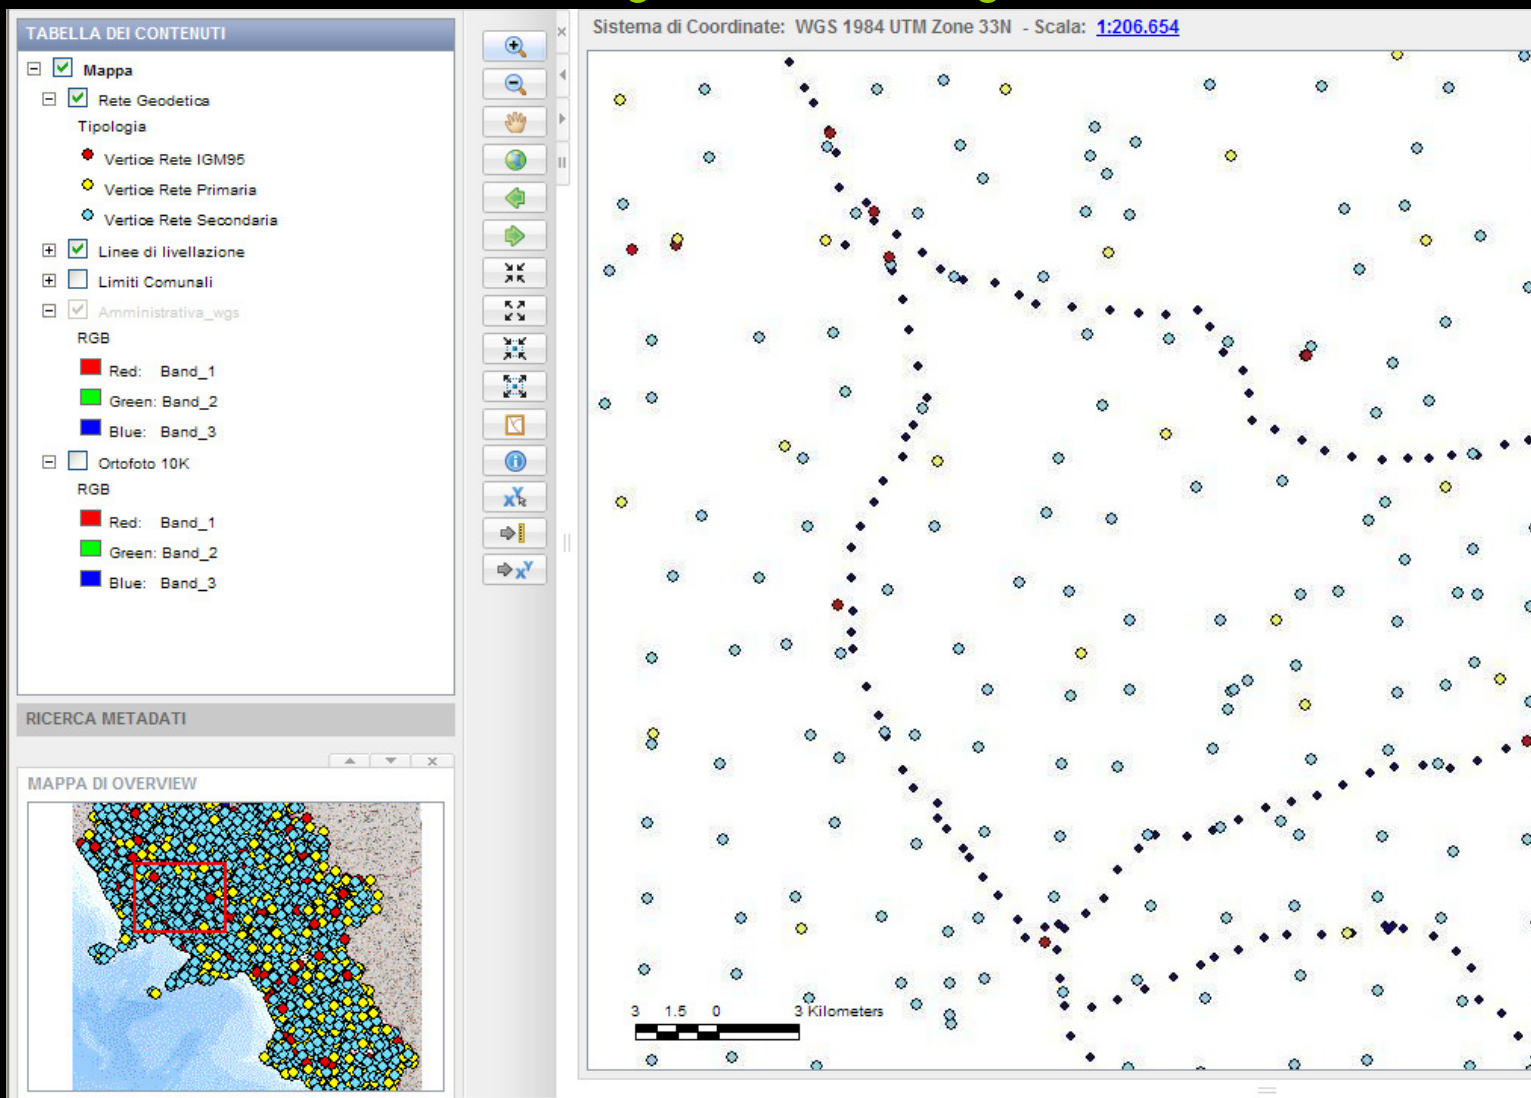 TABELLA DEI CONTENUTI
Mappa
Rete Geodetica
Tipologia
Vertice Rete IGM95
Vertice Rete Primaria
Vertice Rete Secondaria
Linee di livellazione
Limiti Comunali
Amministrativa_wgs
RGB
Red: Band_1
Green: Band_2
Blue: Band_3
Ortofoto 10K
RGB
Red: Band_1
Green: Band_2
Blue: Band_3
RICERCA METADATI
MAPPA DI OVERVIEW
XY
XY
Sistema di Coordinate: WGS 1984 UTM Zone 33N - Scala: 1:206.654
3 1.5 0 3 Kilometers